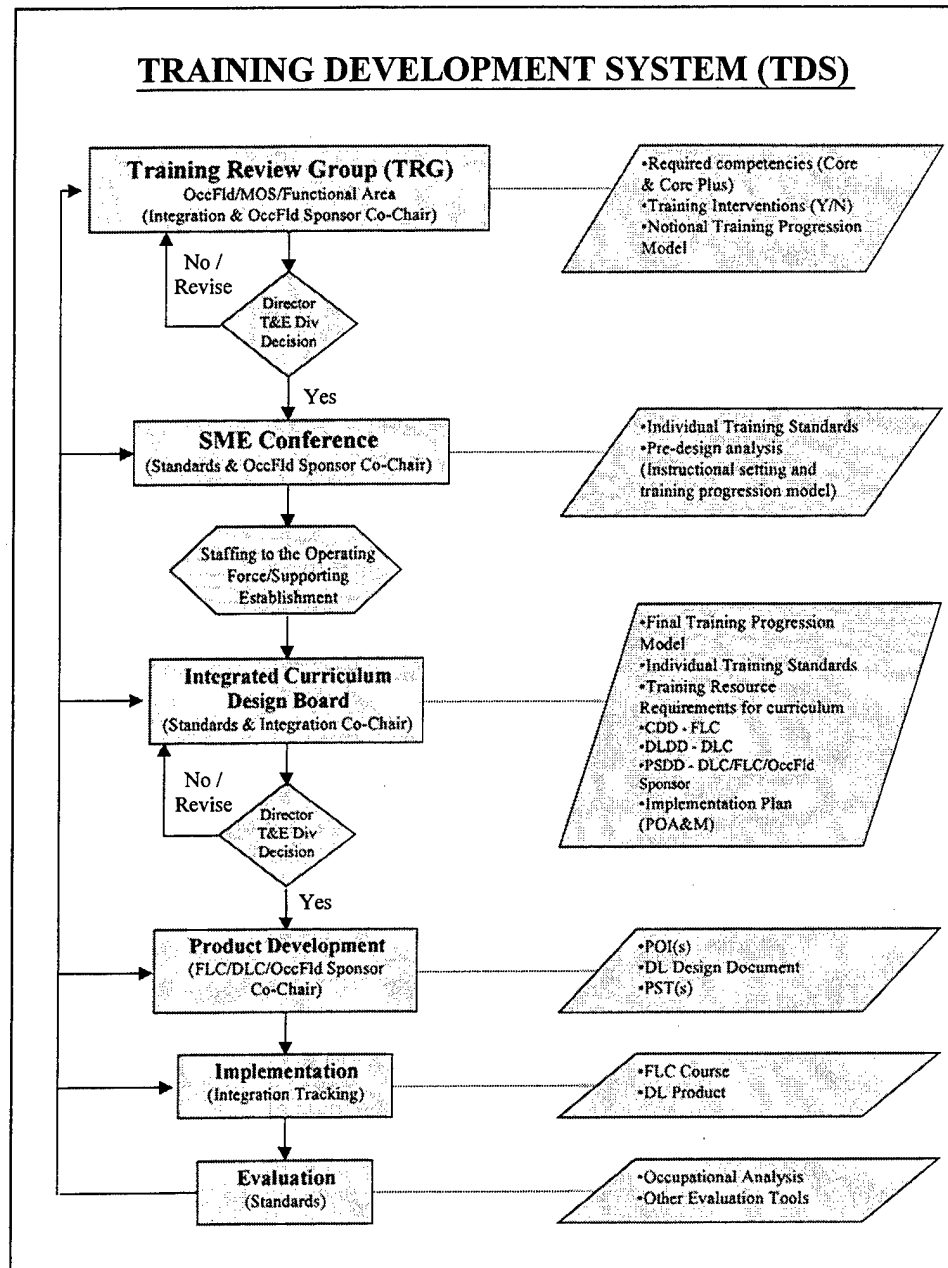 TRAINING DEVELOPMENT SYSTEM (TDS)
Training Review Group (TRG)
OccFld/MOS/Functional Area
(Integration & OccFld Sponsor Co-Chair)
•Required competencies (Core
& Core Plus)
•Training Interventions (Y/N)
•Notional Training Progression
Model
No /
Revise
Director
T&E Div
Decision
Yes
SME Conference
(Standards & OccFld Sponsor Co-Chair)
•Individual Training Standards
•Pre-design analysis
(Instructional setting and
training progression model)
Staffing to the Operating
Force/Supporting
Establishment
Integrated Curriculum
Design Board
(Standards & Integration Co-Chair)
•Final Training Progression
Model
•Individual Training Standards
•Training Resource
Requirements for curriculum
•CDD - FLC
•DLDD - DLC
•PSDD - DLC/FLC/OccFld
Sponsor
•Implementation Plan
(POA&M)
No /
Revise
Director
T&E Div
Decision
Yes
Product Development
(FLC/DLC/OccFld Sponsor
Co-Chair)
•POI(s)
•DL Design Document
•PST(s)
Implementation
(Integration Tracking)
•FLC Course
•DL Product
Evaluation
(Standards)
•Occupational Analysis
•Other Evaluation Tools